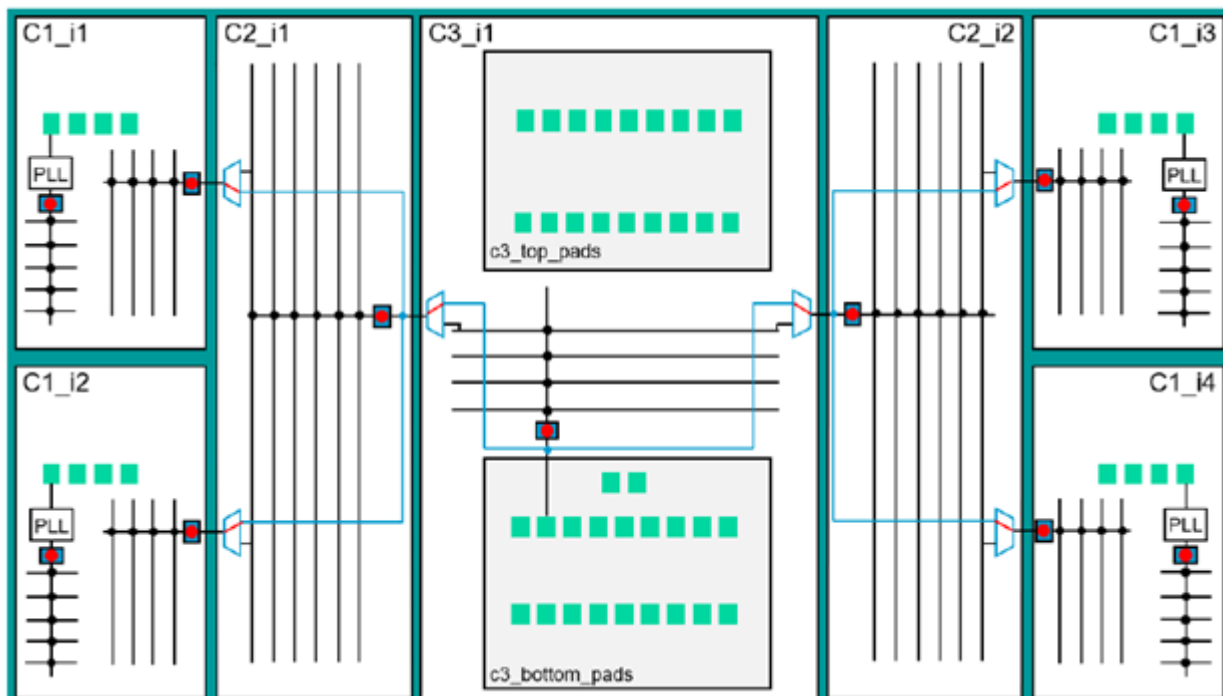 C1_i1
C2_i1
C3_i1
C2_i2
C1_i3
PLL
PLL
c3_top_pads
C1_i2
C1_i4
PLL
PLL
c3_bottom_pads